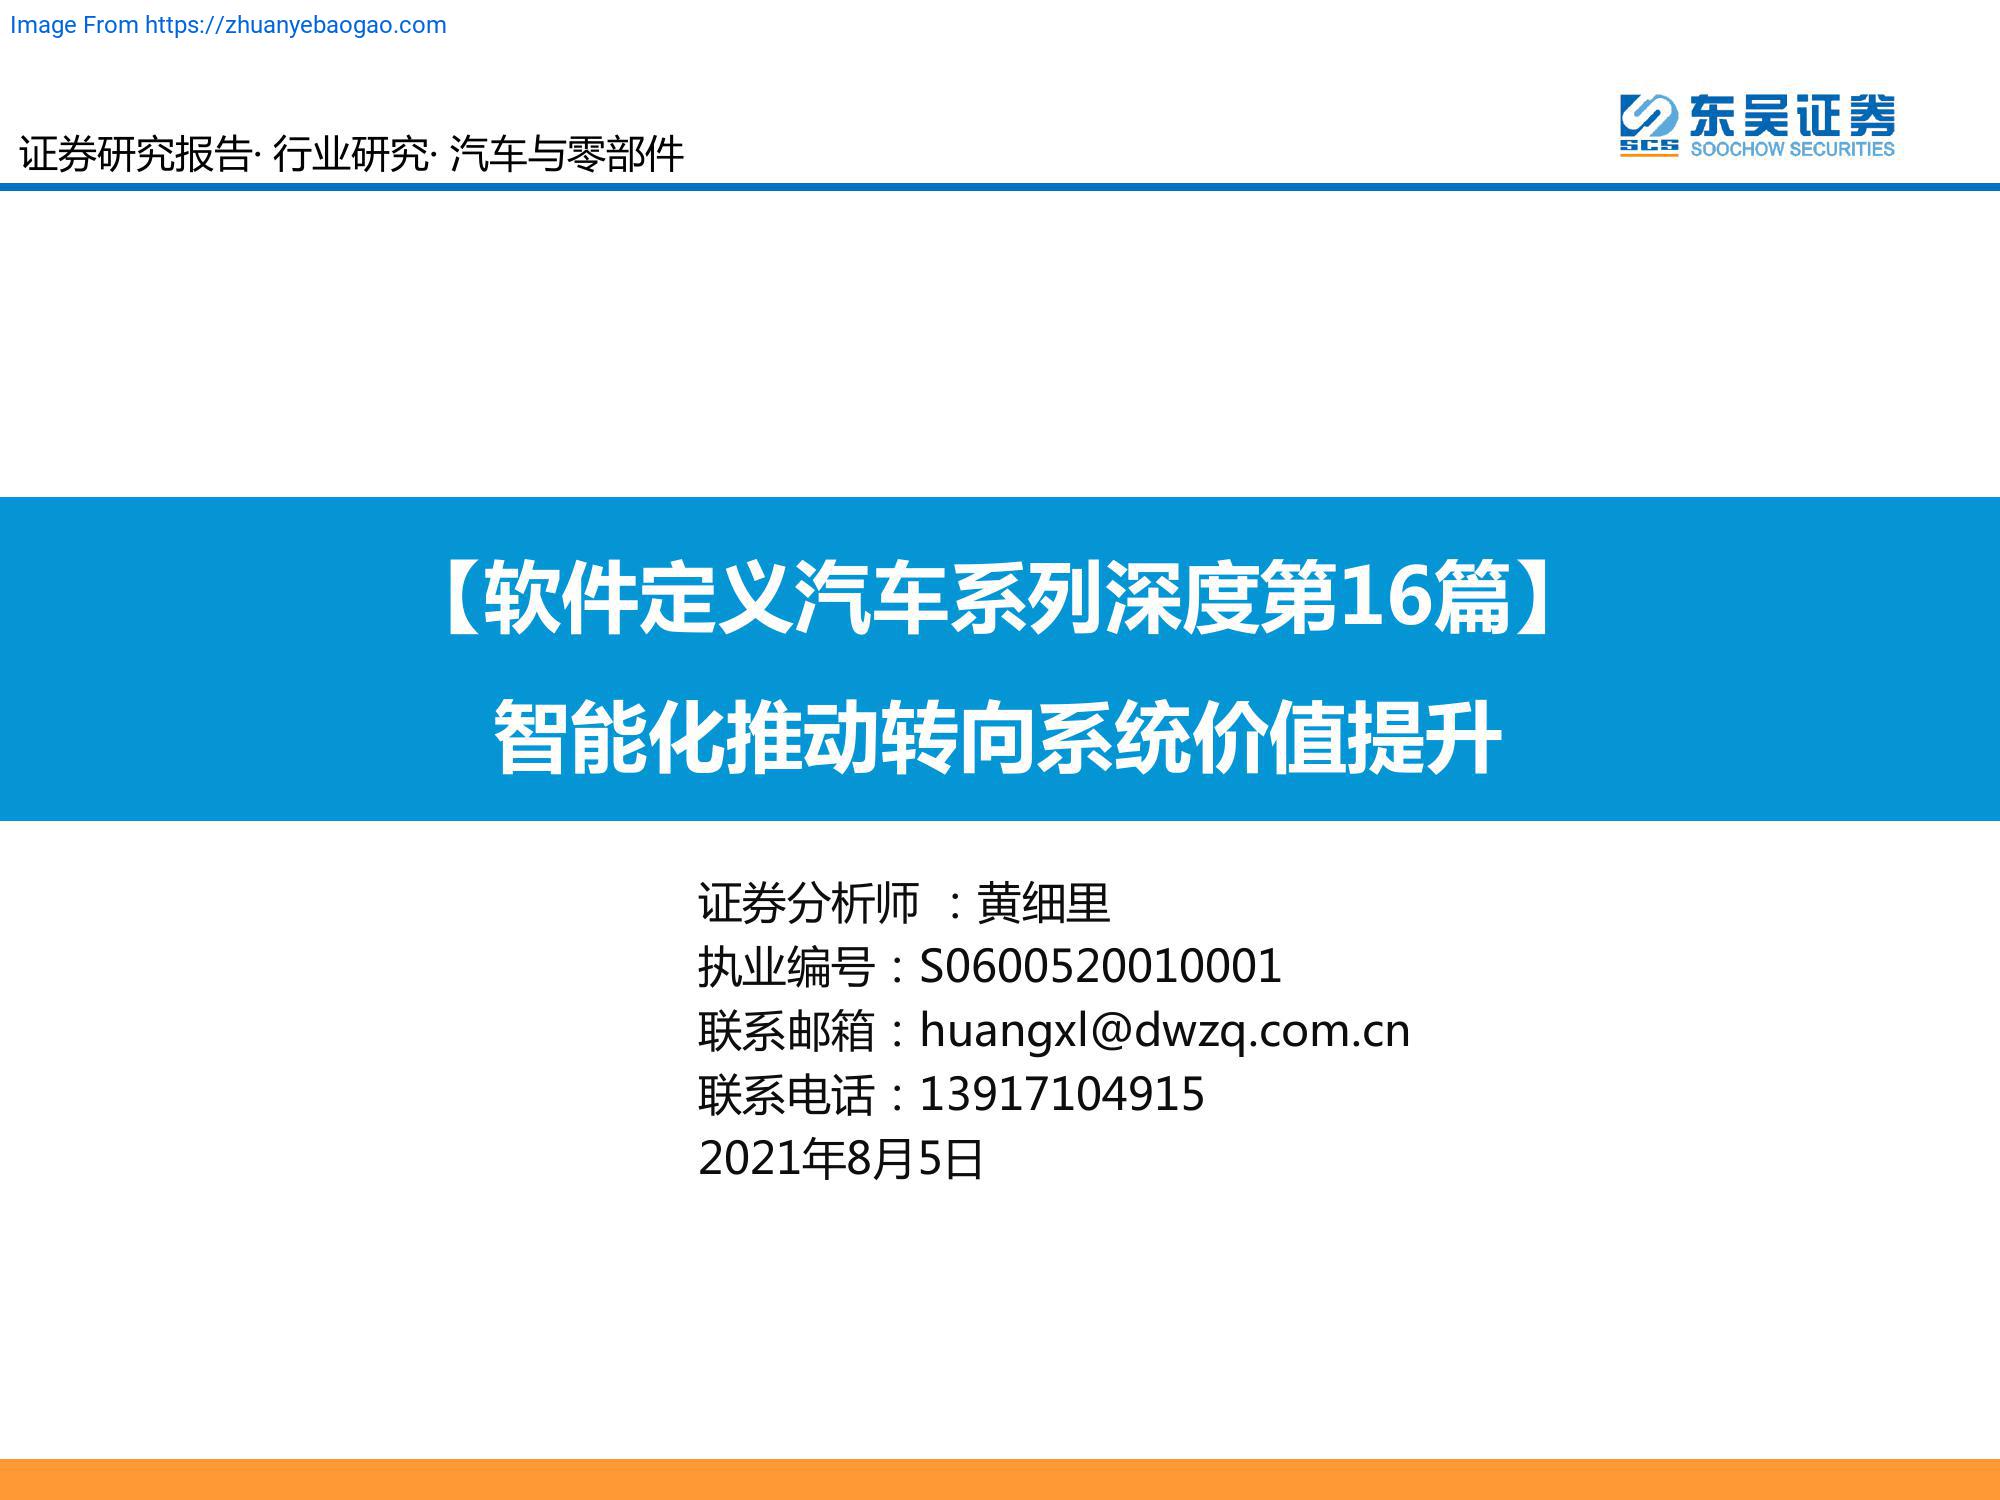 Image From https://zhuanyebaogao.com
东吴证券
SCS
SOOCHOW SECURITIES
证券研究报告· 行业研究· 汽车与零部件
【软件定义汽车系列深度第16篇】
智能化推动转向系统价值提升
证券分析师 ：黄细里
执业编号：S0600520010001
联系邮箱：huangxl@dwzq.com.cn
联系电话：13917104915
2021年8月5日